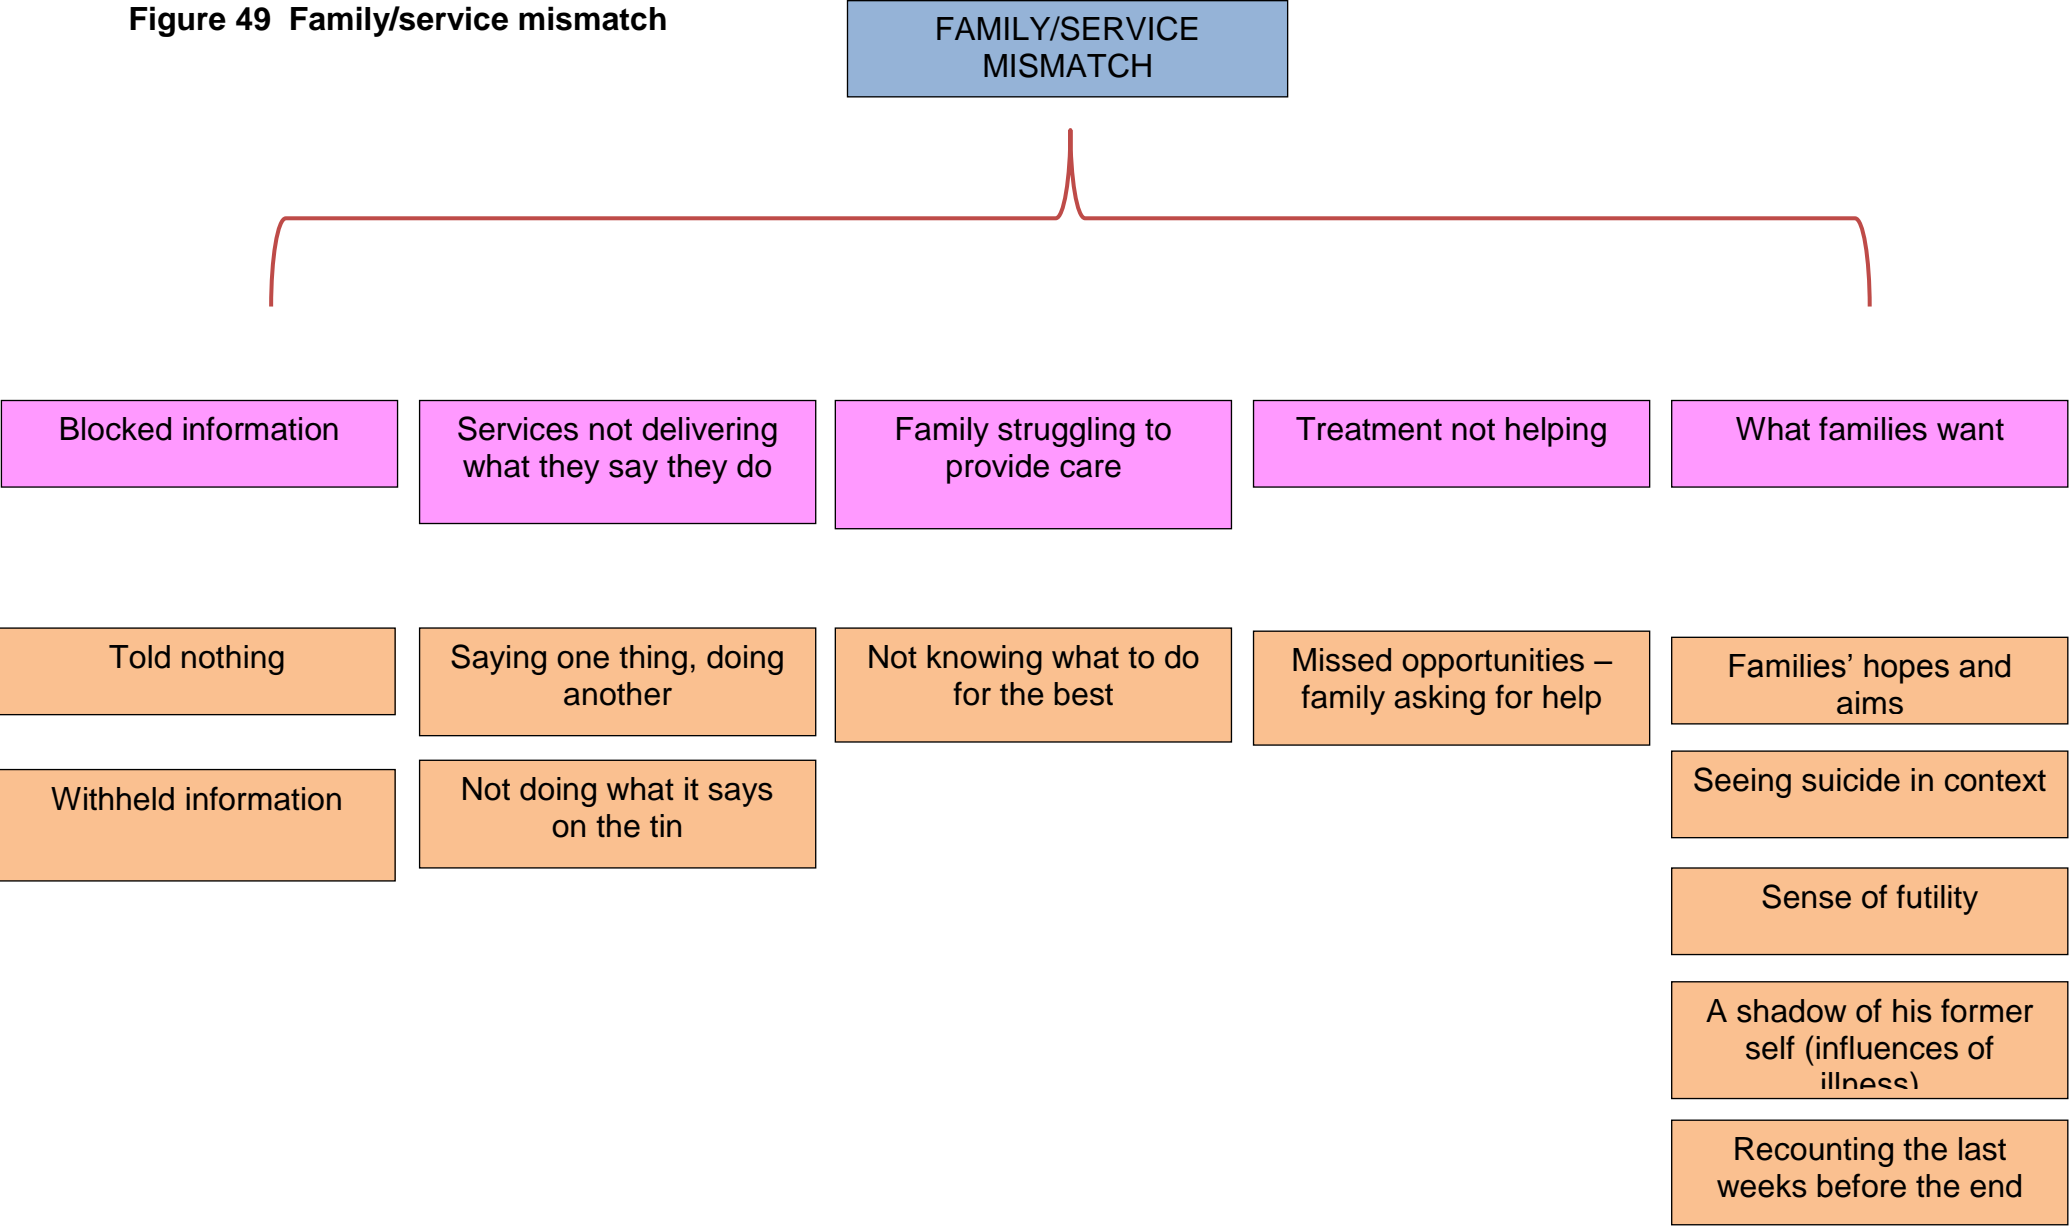 Figure 49  Family/service mismatch
FAMILY/SERVICE
MISMATCH
Blocked information
Services not delivering
what they say they do
Family struggling to
provide care
Treatment not helping
What families want
Told nothing
Withheld information
Saying one thing, doing
another
Not doing what it says
on the tin
Not knowing what to do
for the best
Missed opportunities –
family asking for help
Families’ hopes and
aims
Seeing suicide in context
Sense of futility
A shadow of his former
self (influences of
illness)
Recounting the last
weeks before the end